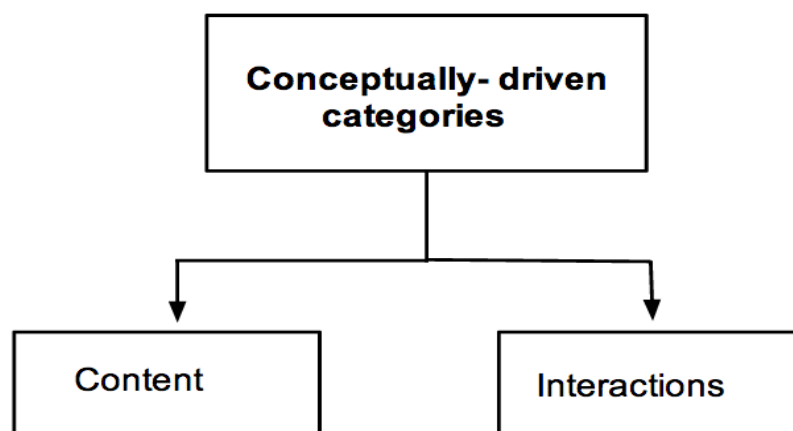 Conceptually- driven
categories
Content
Interactions